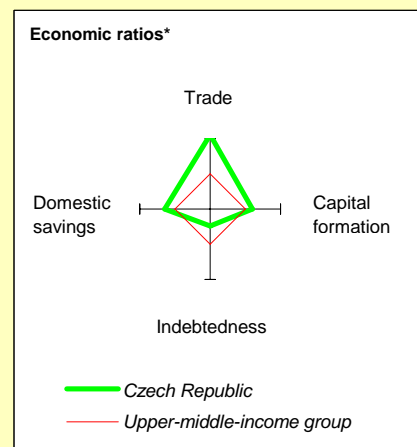 Economic ratios*
Trade
Domestic
savings
Capital
formation
Indebtedness
Czech Republic
Upper-middle-income group